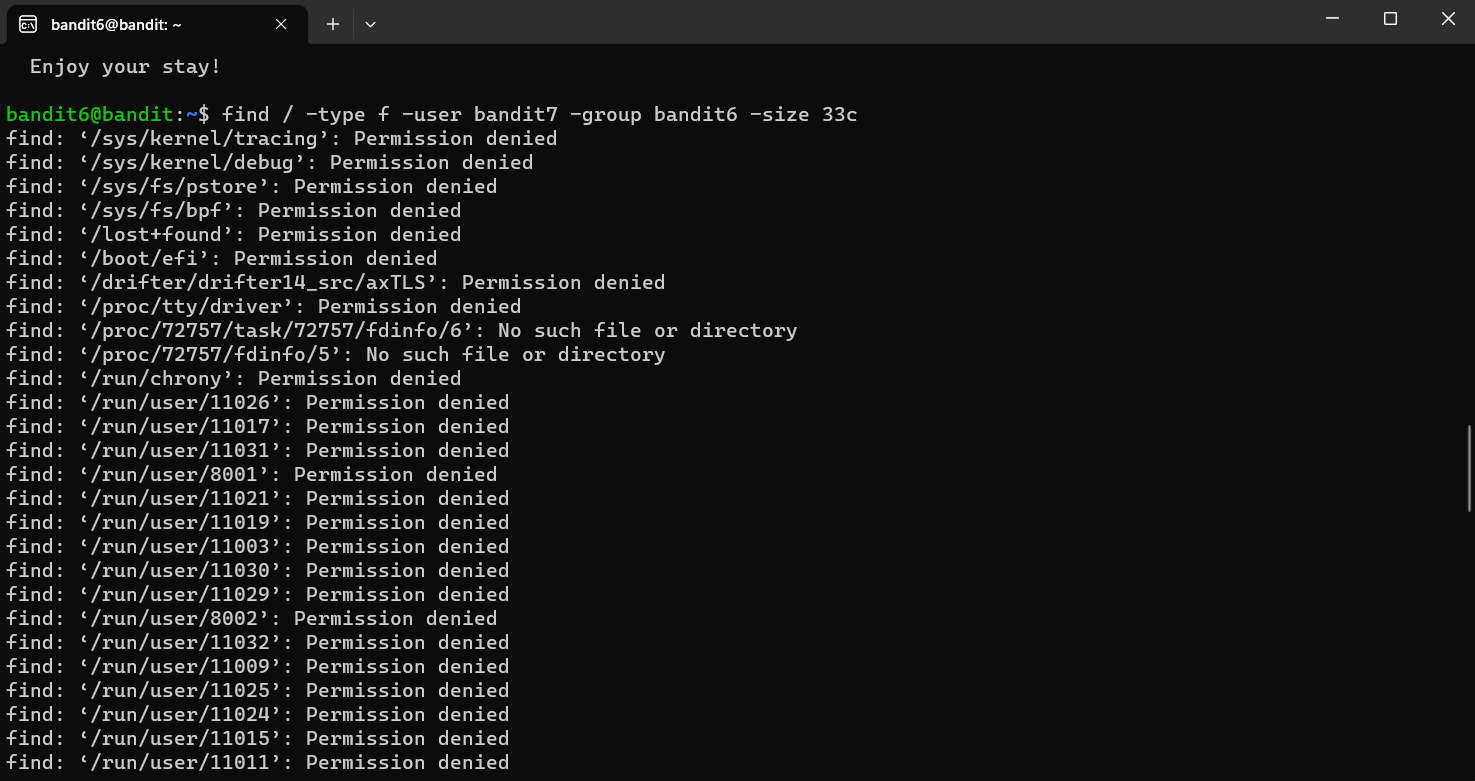 bandit6@bandit: ~
Enjoy your stay!
bandit6@bandit:~$ find / -type f -user bandit7 -group bandit6 -size 33c
find: ‘/sys/kernel/tracing’: Permission denied
find: ‘/sys/kernel/debug’: Permission denied
find: ‘/sys/fs/pstore’: Permission denied
find: ‘/sys/fs/bpf’: Permission denied
find: ‘/lost+found’: Permission denied
find: ‘/boot/efi’: Permission denied
find: ‘/drifter/drifter14_src/axTLS’: Permission denied
find: ‘/proc/tty/driver’: Permission denied
find: ‘/proc/72757/task/72757/fdinfo/6’: No such file or directory
find: ‘/proc/72757/fdinfo/5’: No such file or directory
find: ‘/run/chrony’: Permission denied
find: ‘/run/user/11026’: Permission denied
find: ‘/run/user/11017’: Permission denied
find: ‘/run/user/11031’: Permission denied
find: ‘/run/user/8001’: Permission denied
find: ‘/run/user/11021’: Permission denied
find: ‘/run/user/11019’: Permission denied
find: ‘/run/user/11003’: Permission denied
find: ‘/run/user/11030’: Permission denied
find: ‘/run/user/11029’: Permission denied
find: ‘/run/user/8002’: Permission denied
find: ‘/run/user/11032’: Permission denied
find: ‘/run/user/11009’: Permission denied
find: ‘/run/user/11025’: Permission denied
find: ‘/run/user/11024’: Permission denied
find: ‘/run/user/11015’: Permission denied
find: ‘/run/user/11011’: Permission denied